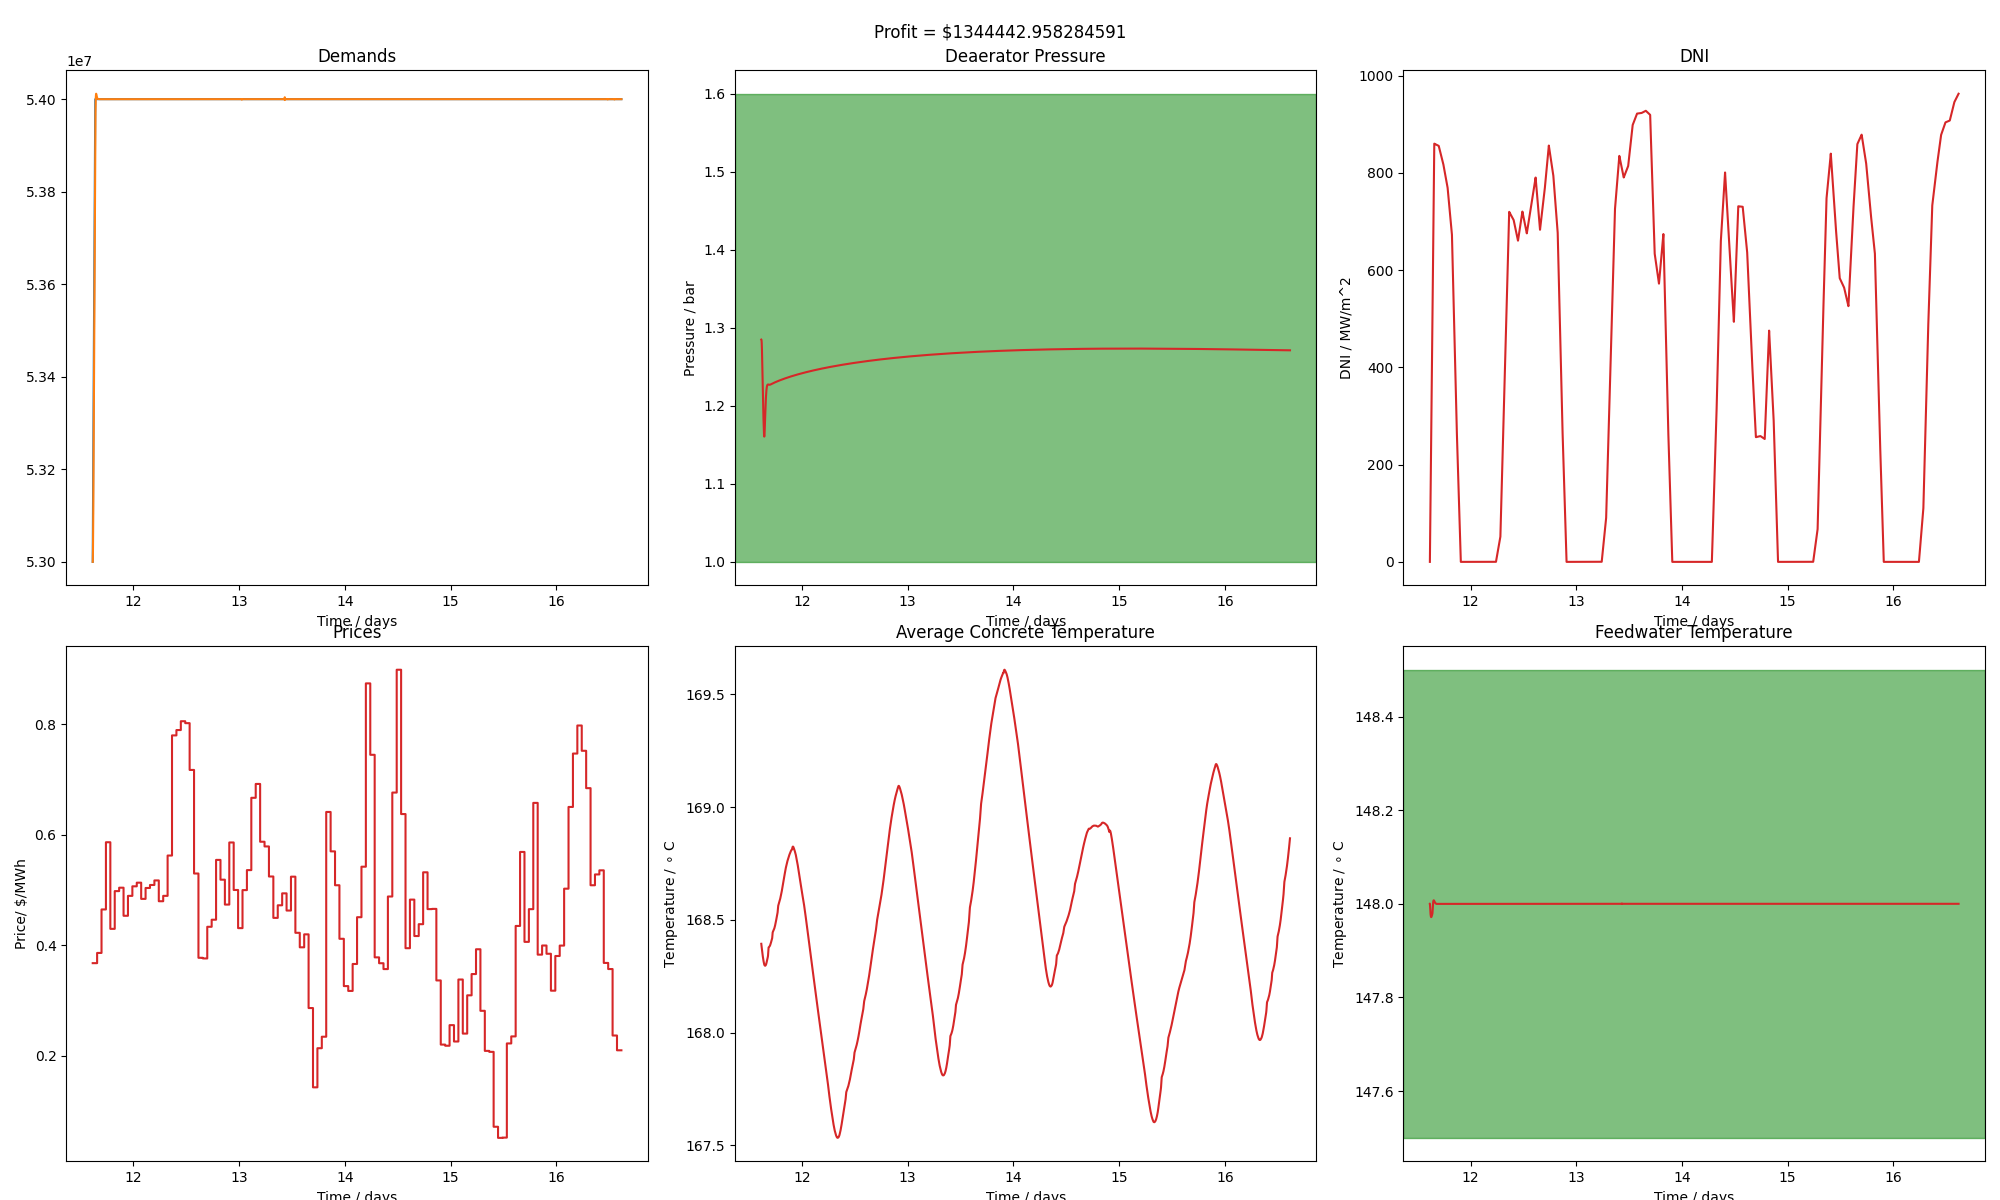 Profit = $1344442.958284591
Demands
1e7
5.40
5.38
5.36
5.34
5.32
5.30
12 13 14 15 16
Time / days
Deaerator Pressure
Pressure / bar
1.6
1.5
1.4
1.3
1.2
1.1
1.0
12 13 14 15 16
Time / days
DNI
DNI / MW/m^2
1000
800
600
400
200
0
12 13 14 15 16
Time / days
Prices
Price/ $/MWh
0.8
0.6
0.4
0.2
12 13 14 15 16
Time / days
Average Concrete Temperature
Temperature / ∘ C
169.5
169.0
168.5
168.0
167.5
12 13 14 15 16
Time / days
Feedwater Temperature
Temperature / ∘ C
148.4
148.2
148.0
147.8
147.6
12 13 14 15 16
Time / days